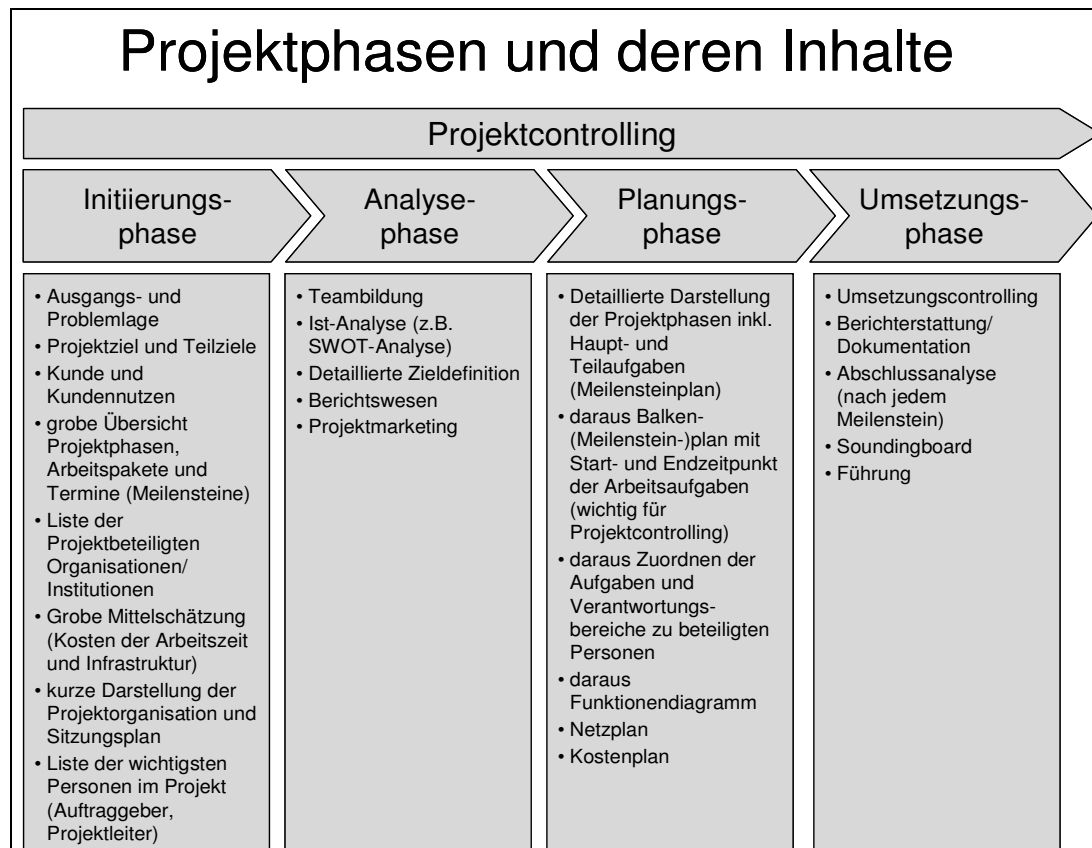 Projektphasen und deren Inhalte
Projektcontrolling
Initiierungs-
phase
Analyse-
phase
Planungs-
phase
Umsetzungs-
phase
• Ausgangs- und
Problemlage
• Projektziel und Teilziele
• Kunde und
Kundennutzen
• grobe Übersicht
Projektphasen,
Arbeitspakete und
Termine (Meilensteine)
• Liste der
Projektbeteiligten
Organisationen/
Institutionen
• Grobe Mittelschätzung
(Kosten der Arbeitszeit
und Infrastruktur)
• kurze Darstellung der
Projektorganisation und
Sitzungsplan
• Liste der wichtigsten
Personen im Projekt
(Auftraggeber,
Projektleiter)
• Teambildung
• Ist-Analyse (z.B.
SWOT-Analyse)
• Detaillierte Zieldefinition
• Berichtswesen
• Projektmarketing
• Detaillierte Darstellung
der Projektphasen inkl.
Haupt- und
Teilaufgaben
(Meilensteinplan)
• daraus Balken-
(Meilenstein-)plan mit
Start- und Endzeitpunkt
der Arbeitsaufgaben
(wichtig für
Projektcontrolling)
• daraus Zuordnen der
Aufgaben und
Verantwortungs-
bereiche zu beteiligten
Personen
• daraus
Funktionendiagramm
• Netzplan
• Kostenplan
• Umsetzungscontrolling
• Berichterstattung/
Dokumentation
• Abschlussanalyse
(nach jedem
Meilenstein)
• Soundingboard
• Führung